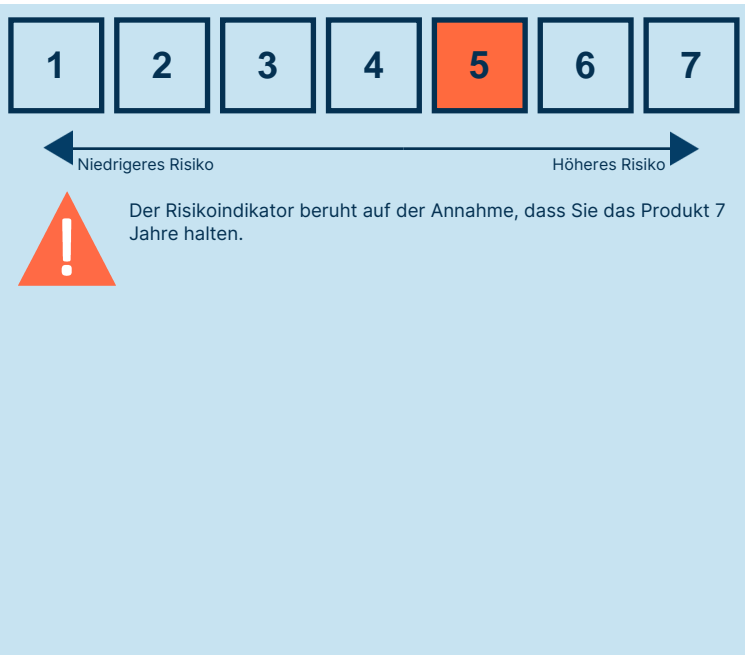 1 2 3 4 5 6 7
Niedrigeres Risiko Höheres Risiko
!
Der Risikoindikator beruht auf der Annahme, dass Sie das Produkt 7
Jahre halten.